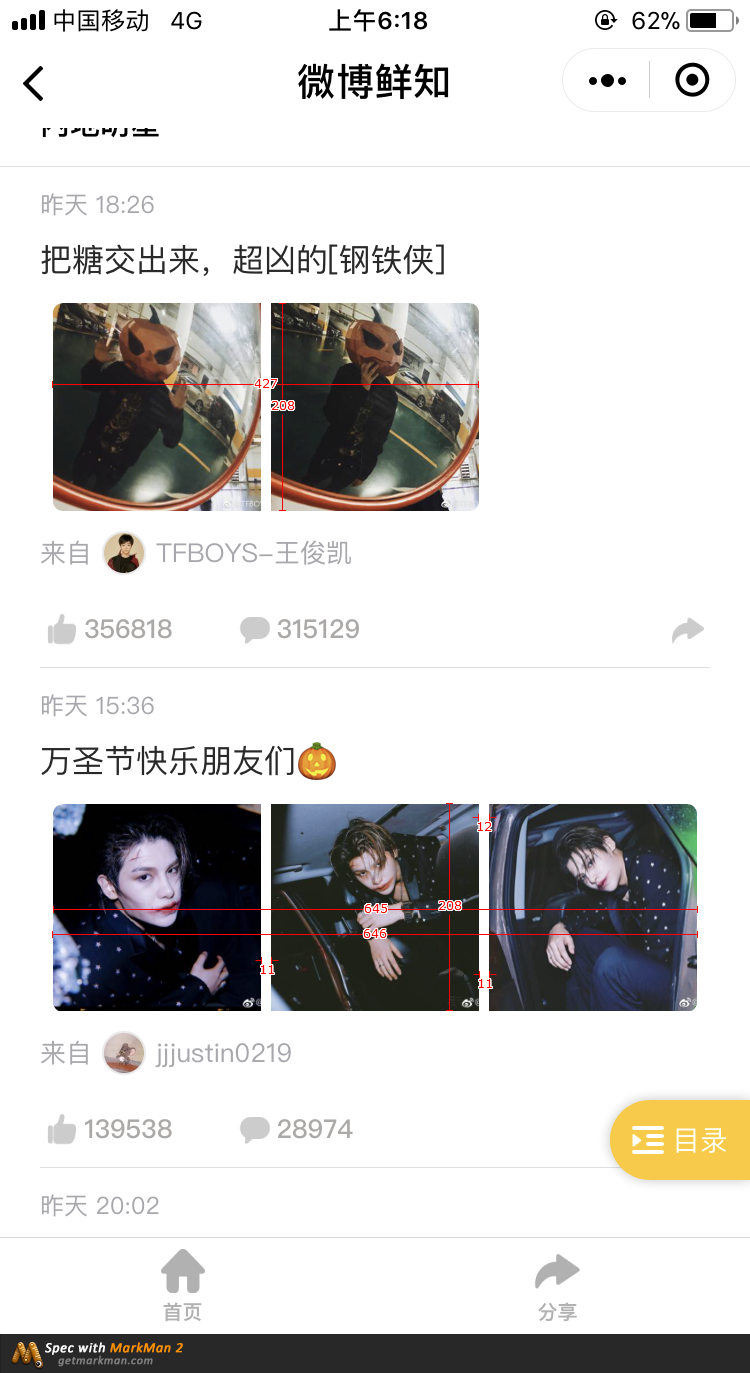 中国移动 4G 上午6:18 62%
微博鲜知
内地明星
昨天 18:26
把糖交出来，超凶的[钢铁侠]
427
208
来自 TFBOYS-王俊凯
356818 315129
昨天 15:36
万圣节快乐朋友们🎃
12
645 208
646
11
11
来自 jjjustin0219
139538 28974
目录
昨天 20:02
首页 分享
Spec with MarkMan 2
getmarkman.com